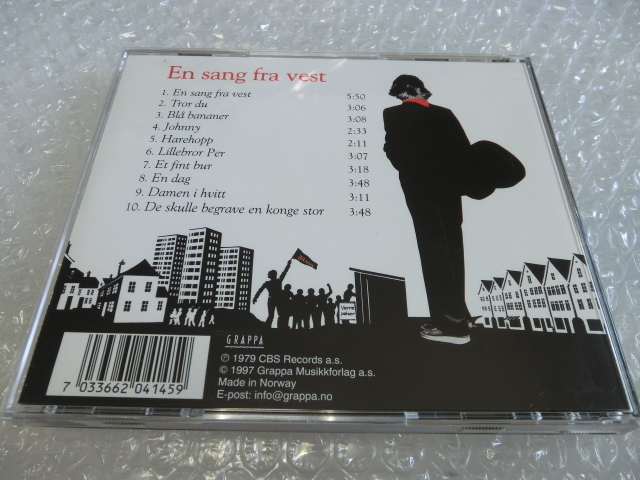 En sang fra vest
1. En sang fra vest 5:50
2. Tror du 3:06
3. Blå bananer 3:08
4. Johnny 2:33
5. Harehopp 2:11
6. Lillebror Per 3:07
7. Et fint bur 3:18
8. En dag 3:48
9. Damen i hvitt 3:11
10. De skulle begrave en konge stor 3:48
Varme
pølser
GRAPPA
℗ 1979 CBS Records a.s.
© 1997 Grappa Musikkforlag a.s.
Made in Norway
E-post: info@grappa.no
7 033662 041459